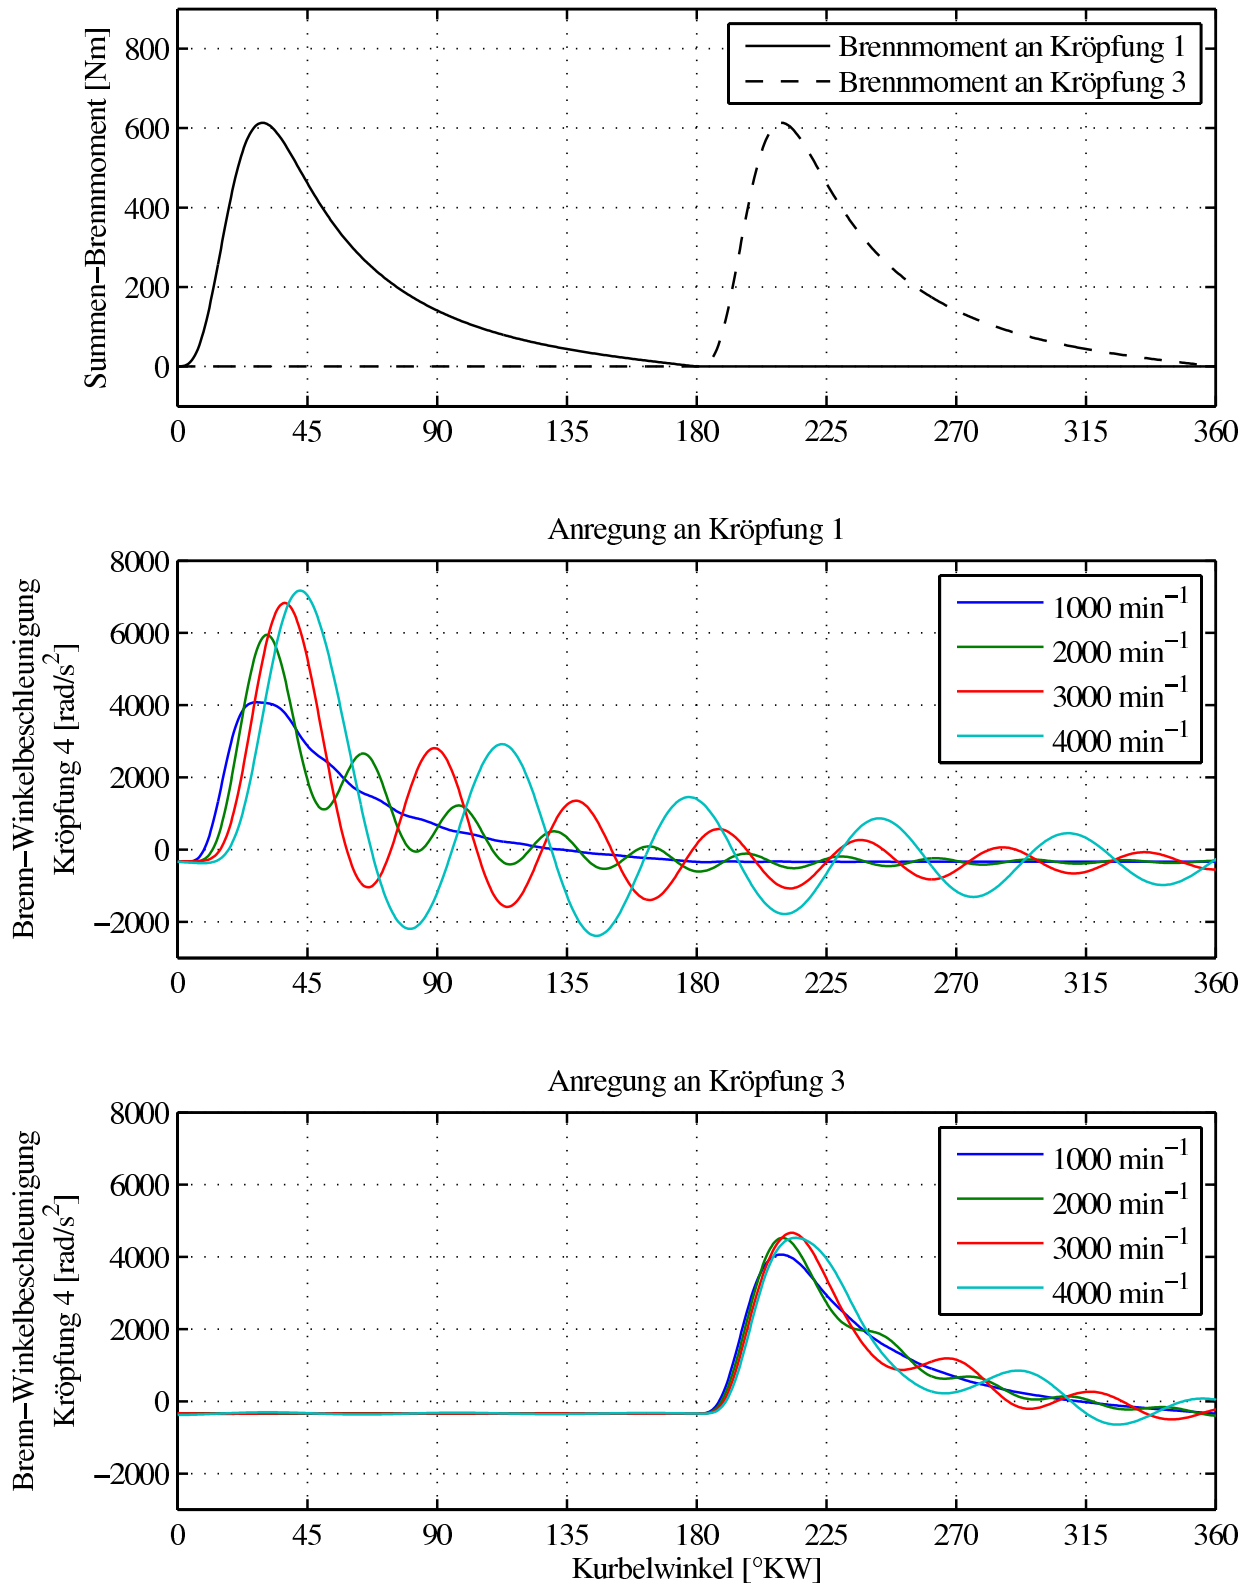 800
600
400
200
0
Summen−Brennmoment [Nm]
Brennmoment an Kröpfung 1
Brennmoment an Kröpfung 3
0 45 90 135 180 225 270 315 360
Anregung an Kröpfung 1
8000
6000
4000
2000
0
−2000
Brenn−Winkelbeschleunigung
Kröpfung 4 [rad/s²]
1000 min⁻¹
2000 min⁻¹
3000 min⁻¹
4000 min⁻¹
0 45 90 135 180 225 270 315 360
Anregung an Kröpfung 3
8000
6000
4000
2000
0
−2000
Brenn−Winkelbeschleunigung
Kröpfung 4 [rad/s²]
1000 min⁻¹
2000 min⁻¹
3000 min⁻¹
4000 min⁻¹
0 45 90 135 180 225 270 315 360
Kurbelwinkel [°KW]